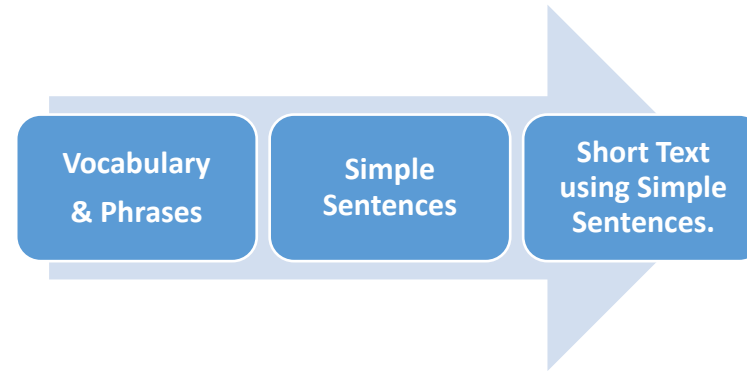 Vocabulary
& Phrases
Simple
Sentences
Short Text
using Simple
Sentences.